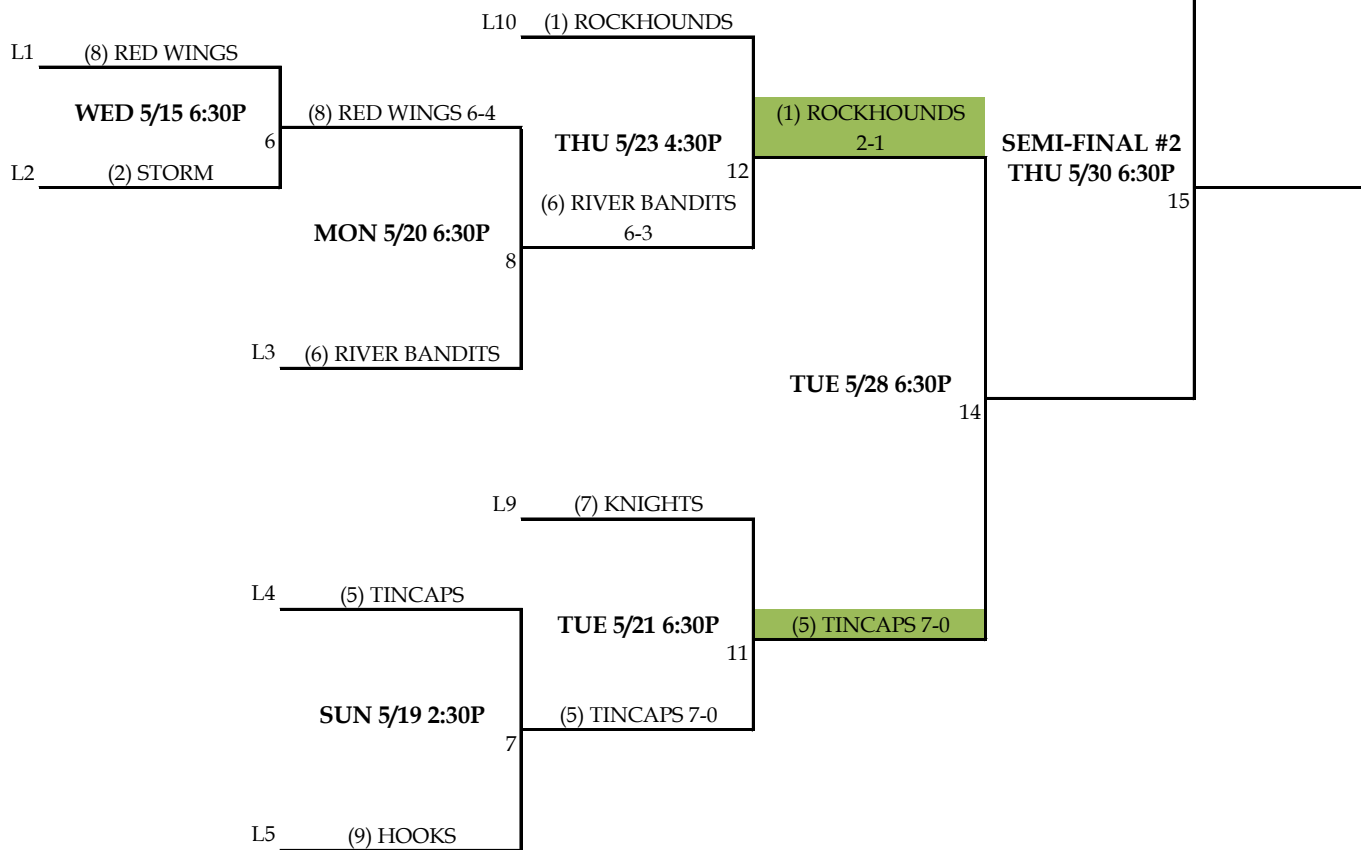 L10 (1) ROCKHOUNDS
L1 (8) RED WINGS
WED 5/15 6:30P
6
(8) RED WINGS 6-4
L2 (2) STORM
THU 5/23 4:30P
12
(1) ROCKHOUNDS
2-1
SEMI-FINAL #2
THU 5/30 6:30P
15
MON 5/20 6:30P
8
(6) RIVER BANDITS
6-3
L3 (6) RIVER BANDITS
TUE 5/28 6:30P
14
L9 (7) KNIGHTS
L4 (5) TINCAPS
TUE 5/21 6:30P
11
(5) TINCAPS 7-0
SUN 5/19 2:30P
7
(5) TINCAPS 7-0
L5 (9) HOOKS